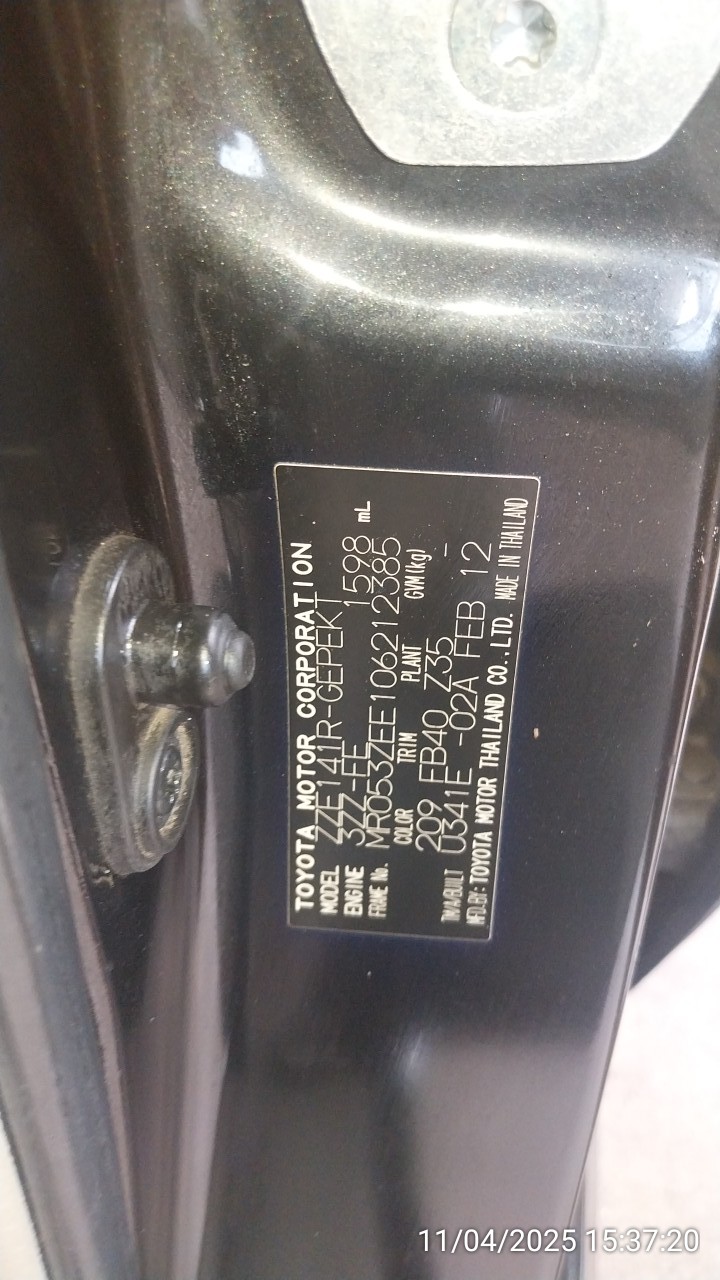 TOYOTA MOTOR CORPORATION
MODEL ZZE141R-GEPEKT
ENGINE 3ZZ-EE 1598 mL
FRAME No. MR053ZEE106212385
COLOR TRIM PLANT GVM(kg)
209 FB40 Z35 -
TM/A/BUILT U341E -02A FEB 12
MFD.BY: TOYOTA MOTOR THAILAND CO.,LTD. MADE IN THAILAND
11/04/2025 15:37:20